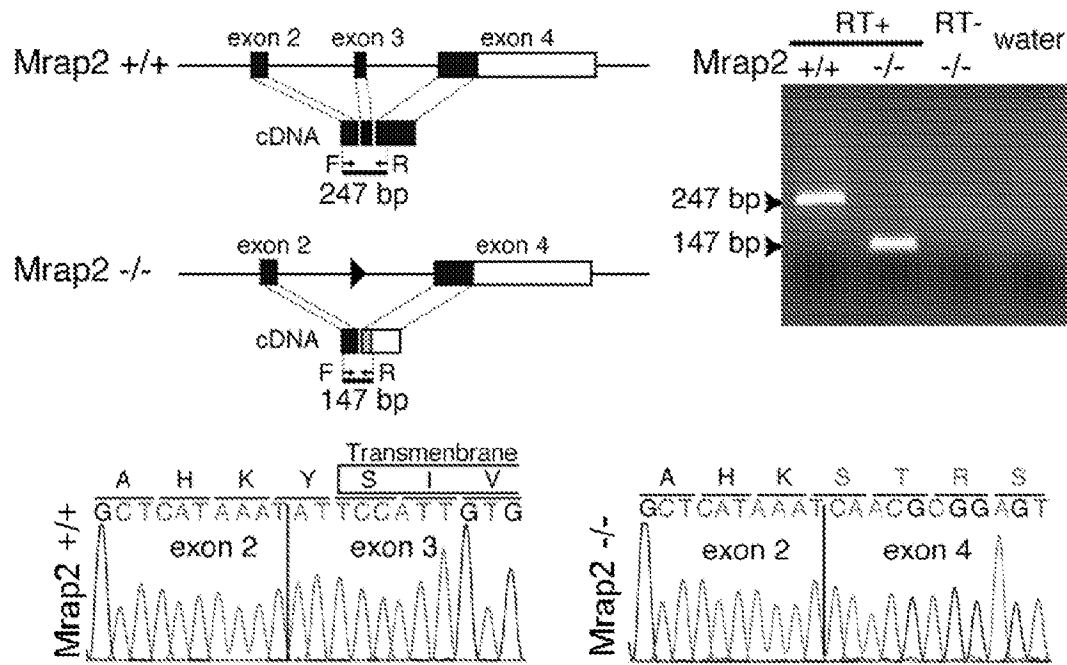 Mrap2 +/+
exon 2
exon 3
exon 4
cDNA
F R
247 bp
Mrap2 -/-
exon 2
exon 4
cDNA
F R
147 bp
RT+ RT- water
Mrap2 +/+ -/- -/-
247 bp
147 bp
Transmenbrane
A H K Y S I V
GCTCATAAATATTCCATTGTG
exon 2 exon 3
Mrap2 +/+
A H K S T R S
GCTCATAAATCAACGCGGAGT
exon 2 exon 4
Mrap2 -/-